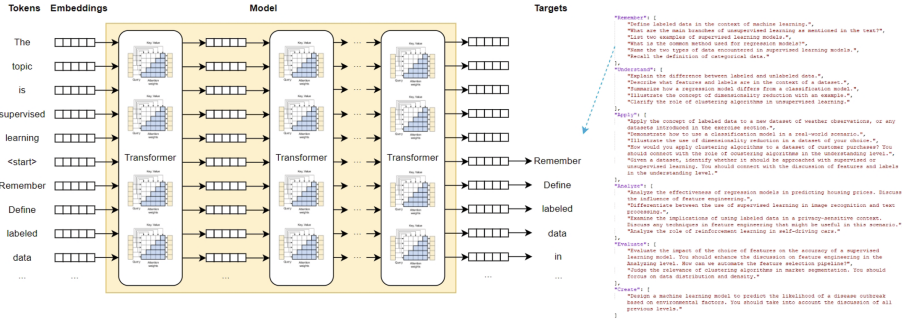 Tokens
Embeddings
Model
Targets
The
topic
is
supervised
learning
<start>
Remember
Define
labeled
data
...
Transformer
Transformer
Transformer
...
...
...
...
Remember
Define
labeled
data
in
...
"Remember": [
"Define labeled data in the context of machine learning.",
"What are the main branches of unsupervised learning as mentioned in the text?",
"List two examples of supervised learning models.",
"What is the common method used for regression models?",
"Name the two types of data encountered in supervised learning models.",
"Recall the definition of categorical data."
],
"Understand": [
"Explain the difference between labeled and unlabeled data.",
"Describe what features and labels are in the context of a dataset.",
"Summarize how a regression model differs from a classification model.",
"Illustrate the concept of dimensionality reduction with an example.",
"Clarify the role of clustering algorithms in unsupervised learning."
],
"Apply": [
"Apply the concept of labeled data to a new dataset of weather observations, or any
datasets introduced in the exercise section.",
"Demonstrate how to use a classification model in a real-world scenario.",
"Illustrate the use of dimensionality reduction in a dataset of your choice.",
"How would you apply clustering algorithms to a dataset of customer purchases? You
should connect with the role of clustering algorithms in the understanding level.",
"Given a dataset, identify whether it should be approached with supervised or
unsupervised learning. You should connect with the discussion of features and labels
in the understanding level."
],
"Analyze": [
"Analyze the effectiveness of regression models in predicting housing prices. Discuss
the influence of feature engineering.",
"Differentiate between the use of supervised learning in image recognition and text
processing.",
"Examine the implications of using labeled data in a privacy-sensitive context.
Discuss any techniques in feature engineering that might be useful in this scenario.",
"Analyze the role of reinforcement learning in self-driving cars."
],
"Evaluate": [
"Evaluate the impact of the choice of features on the accuracy of a supervised
learning model. You should enhance the discussion on feature engineering in the
Analyzing level. How can we automate the feature selection pipeline?",
"Judge the relevance of clustering algorithms in market segmentation. You should
forcus on data distribution and density."
],
"Create": [
"Design a machine learning model to predict the likelihood of a disease outbreak
based on environmental factors. You should take into account the discussion of all
previous levels."
]